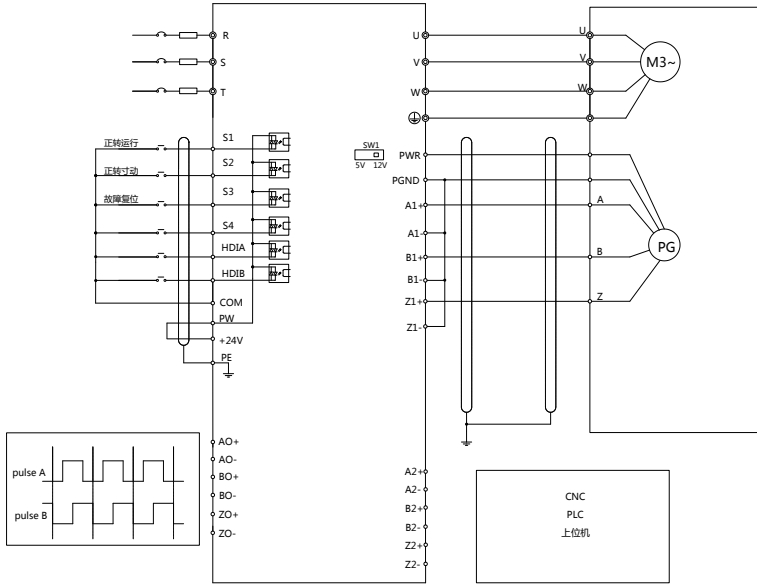 R
S
T
正转运行
S1
正转寸动
S2
故障复位
S3
S4
HDIA
HDIB
COM
PW
+24V
PE
U
V
W
SW1
5V 12V
PWR
PGND
A1+
A1-
B1+
B1-
Z1+
Z1-
U
V
W
M3~
A
B
Z
PG
pulse A
pulse B
AO+
AO-
BO+
BO-
ZO+
ZO-
A2+
A2-
B2+
B2-
Z2+
Z2-
CNC
PLC
上位机